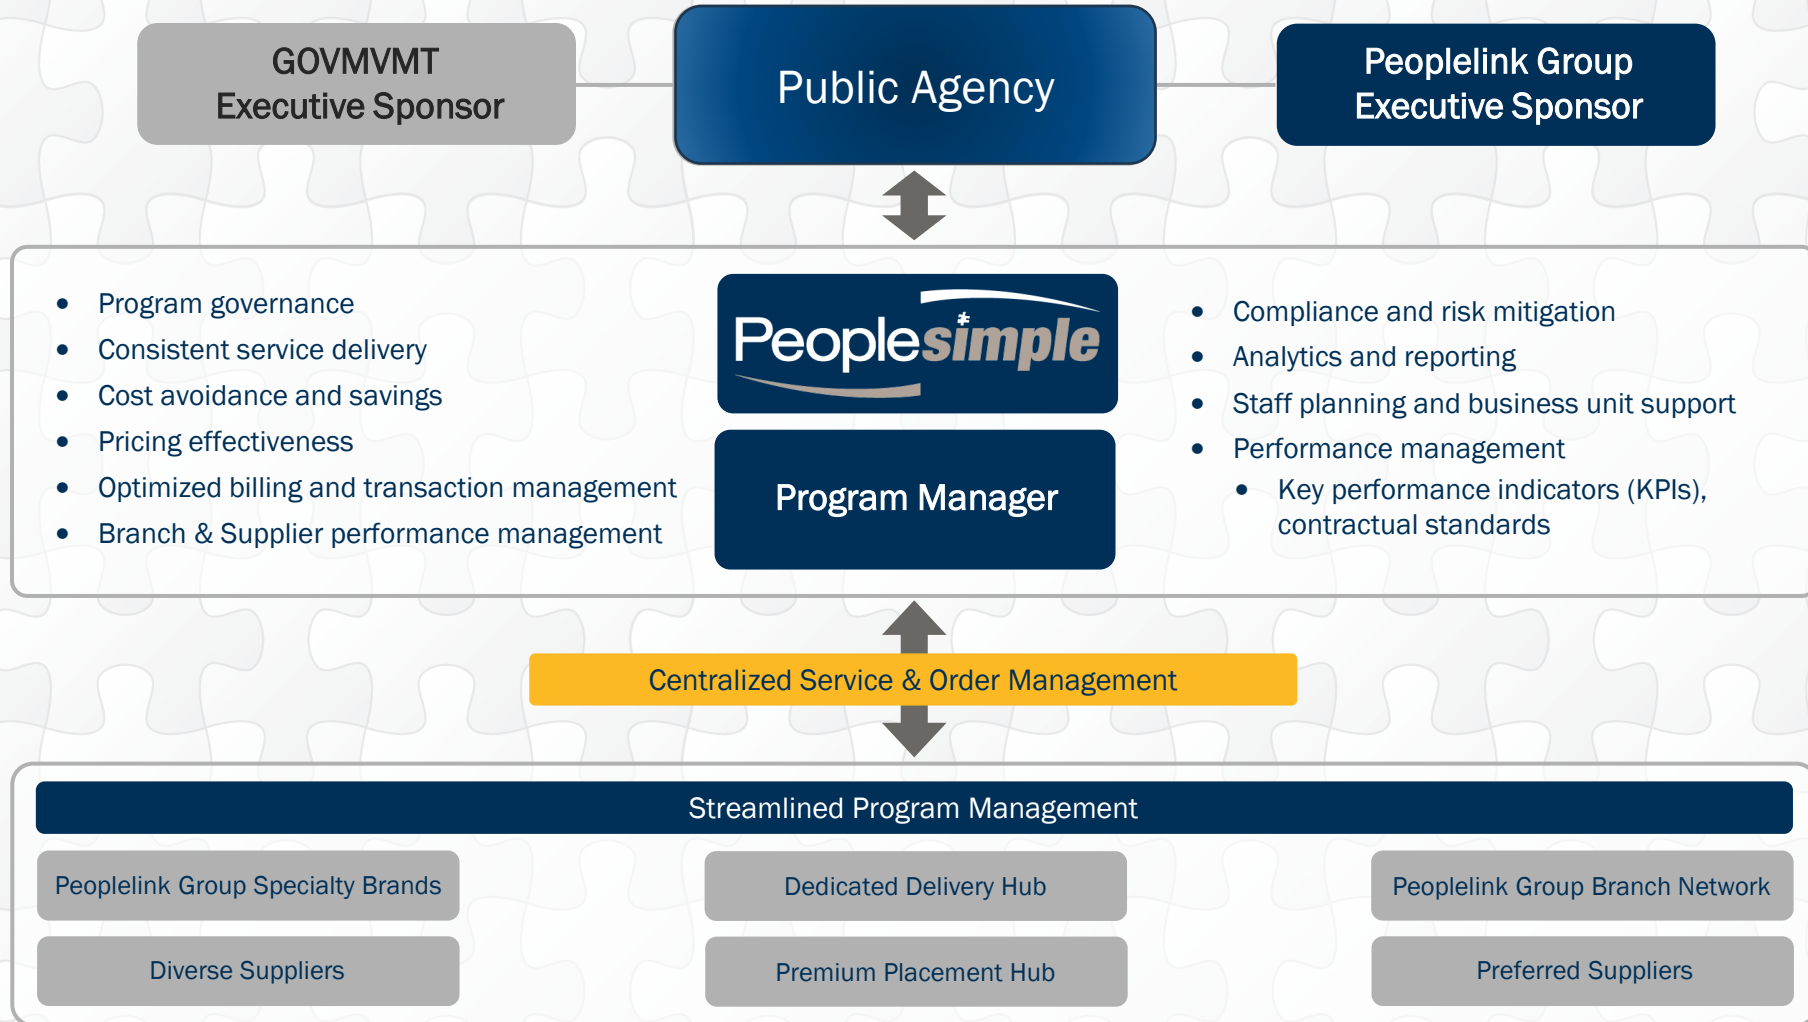 GOVMVMT
Executive Sponsor
Public Agency
Peoplelink Group
Executive Sponsor
• Program governance
• Consistent service delivery
• Cost avoidance and savings
• Pricing effectiveness
• Optimized billing and transaction management
• Branch & Supplier performance management
Peoplesimple
Program Manager
• Compliance and risk mitigation
• Analytics and reporting
• Staff planning and business unit support
• Performance management
• Key performance indicators (KPIs),
contractual standards
Centralized Service & Order Management
Streamlined Program Management
Peoplelink Group Specialty Brands
Dedicated Delivery Hub
Peoplelink Group Branch Network
Diverse Suppliers
Premium Placement Hub
Preferred Suppliers